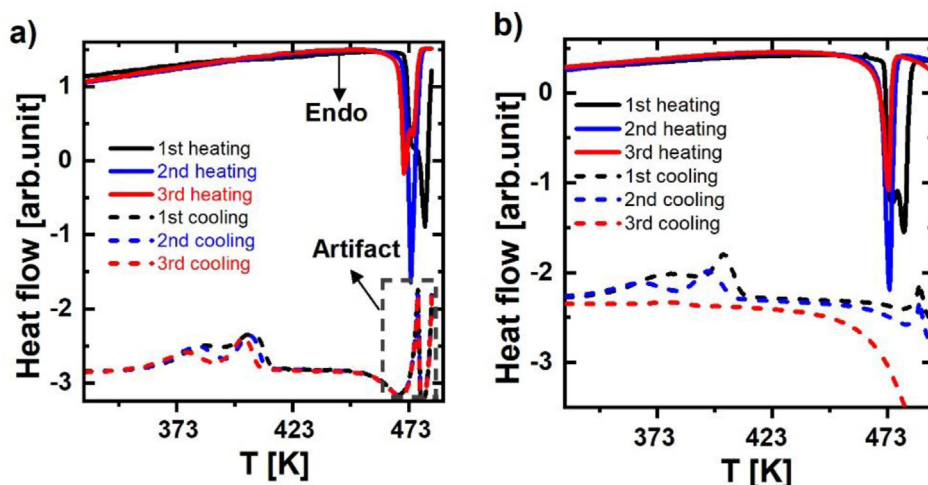 a)
Heat flow [arb.unit]
1
0
-1
-2
-3
Endo
1st heating
2nd heating
3rd heating
1st cooling
2nd cooling
3rd cooling
Artifact
373
423
473
T [K]
b)
Heat flow [arb.unit]
0
-1
-2
-3
1st heating
2nd heating
3rd heating
1st cooling
2nd cooling
3rd cooling
373
423
473
T [K]